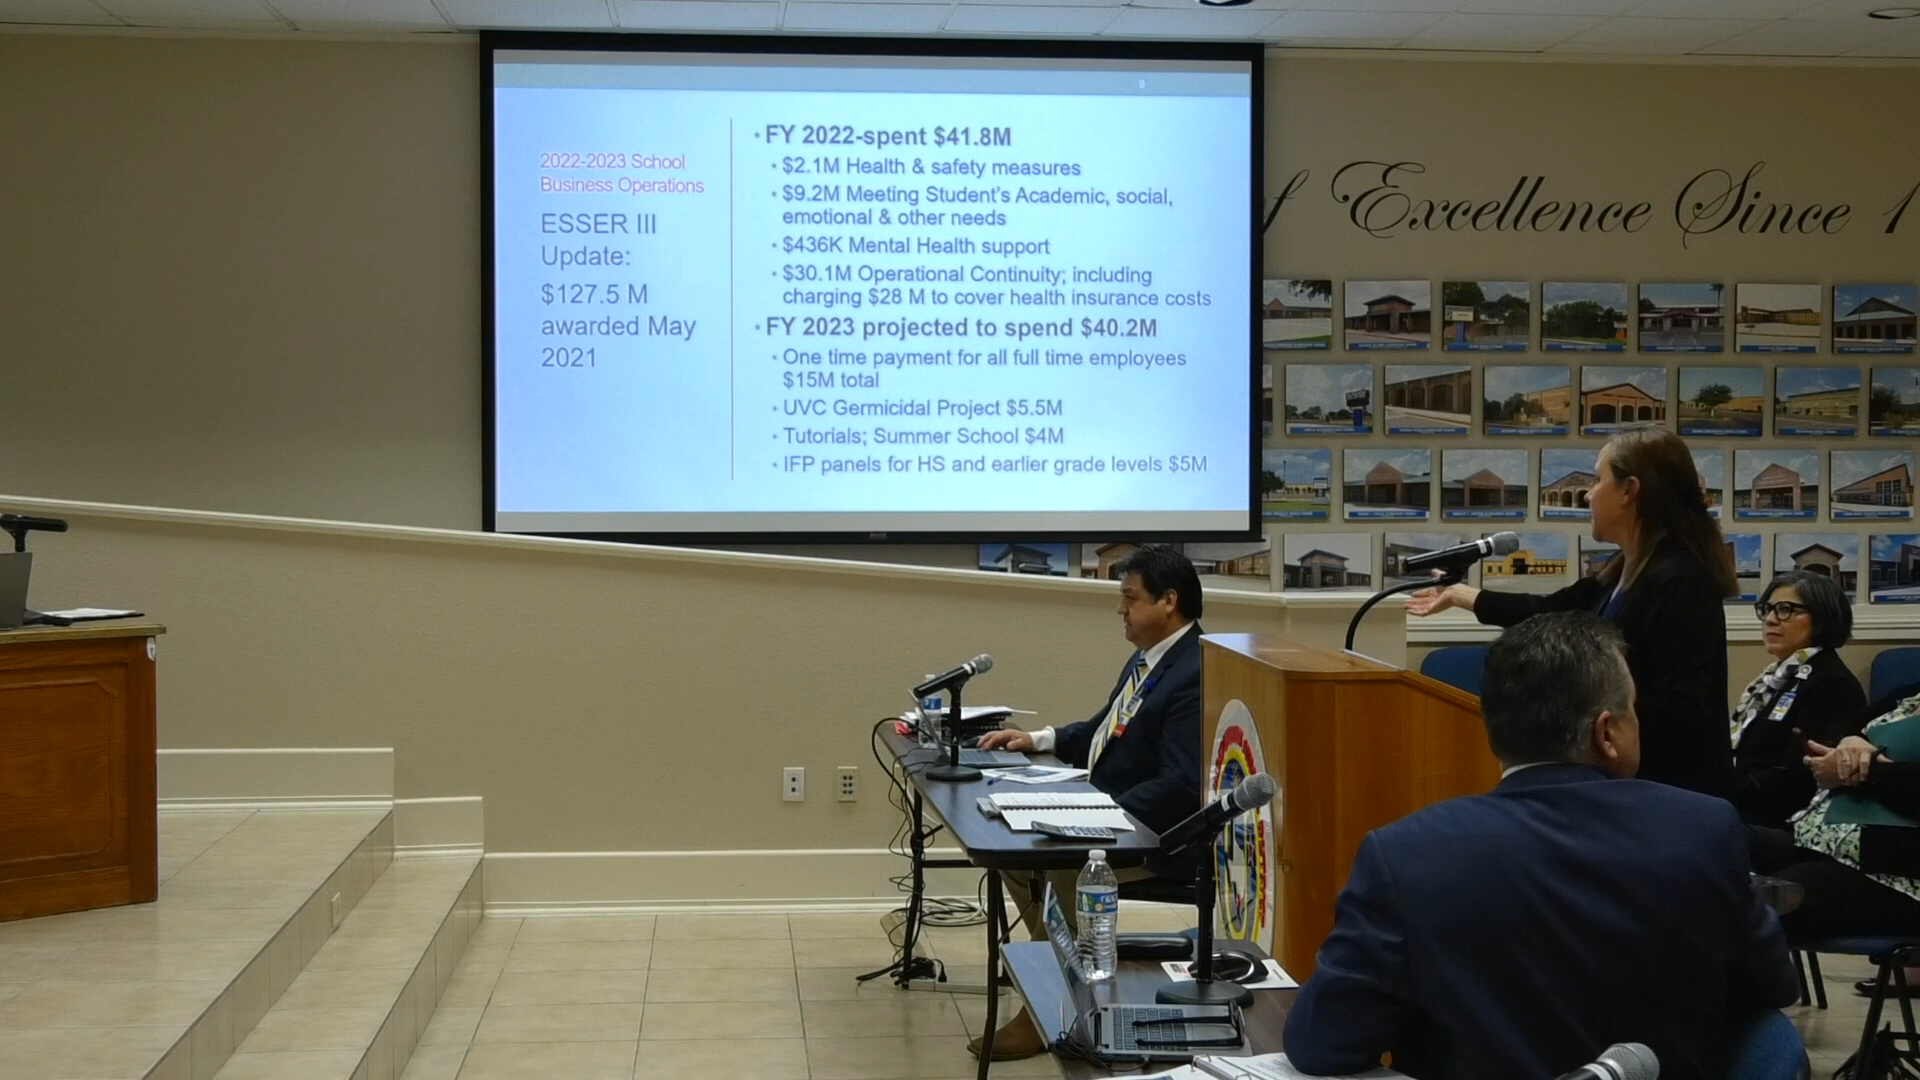 9
2022-2023 School
Business Operations
ESSER III
Update:
$127.5 M
awarded May
2021
• FY 2022-spent $41.8M
• $2.1M Health & safety measures
• $9.2M Meeting Student's Academic, social,
emotional & other needs
• $436K Mental Health support
• $30.1M Operational Continuity; including
charging $28 M to cover health insurance costs
• FY 2023 projected to spend $40.2M
• One time payment for all full time employees
$15M total
• UVC Germicidal Project $5.5M
• Tutorials; Summer School $4M
• IFP panels for HS and earlier grade levels $5M
f Excellence Since 1